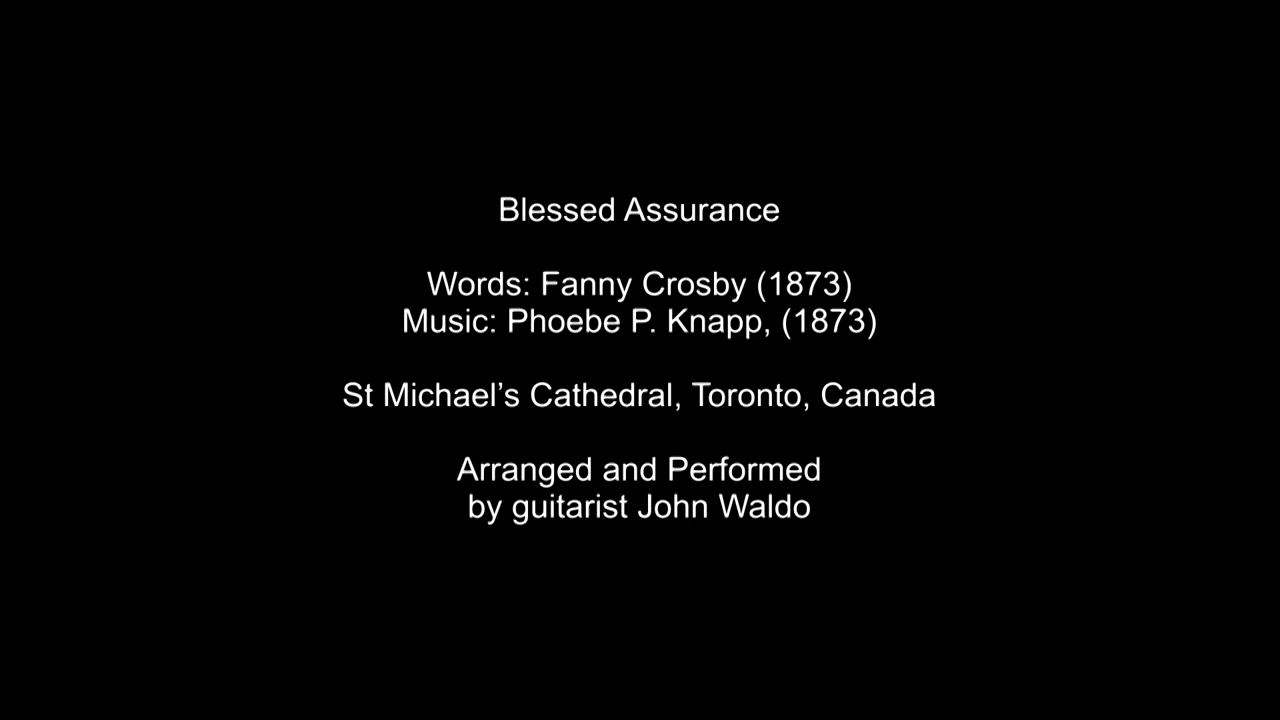 Blessed Assurance
Words: Fanny Crosby (1873)
Music: Phoebe P. Knapp, (1873)
St Michael’s Cathedral, Toronto, Canada
Arranged and Performed
by guitarist John Waldo